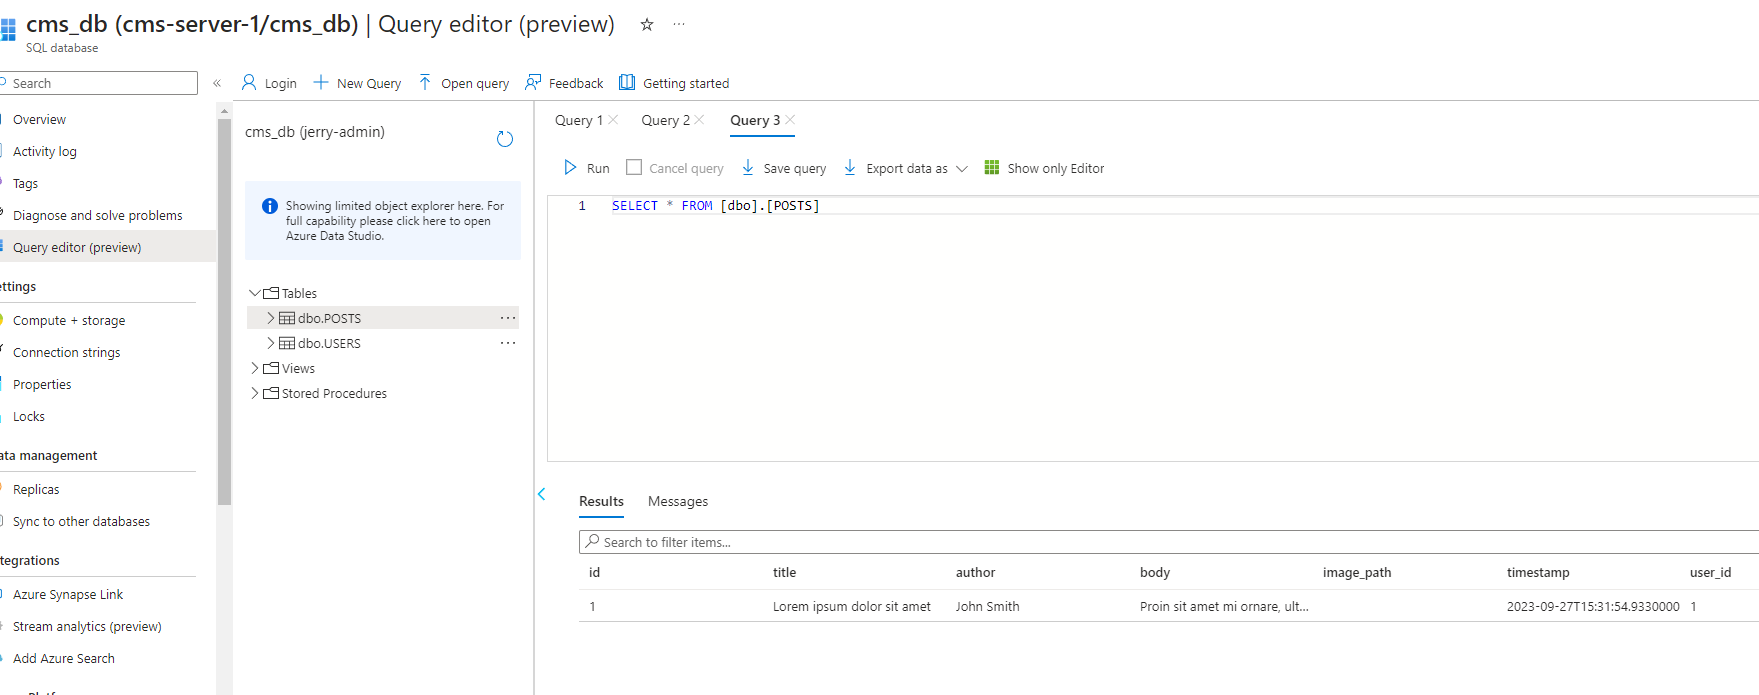 cms_db (cms-server-1/cms_db) | Query editor (preview)
SQL database
Search
Login
New Query
Open query
Feedback
Getting started
Overview
Activity log
Tags
Diagnose and solve problems
Query editor (preview)
ettings
Compute + storage
Connection strings
Properties
Locks
ata management
Replicas
Sync to other databases
ntegrations
Azure Synapse Link
Stream analytics (preview)
Add Azure Search
cms_db (jerry-admin)
Showing limited object explorer here. For
full capability please click here to open
Azure Data Studio.
Tables
dbo.POSTS
dbo.USERS
Views
Stored Procedures
Query 1 Query 2 Query 3
Run Cancel query Save query Export data as Show only Editor
1 SELECT * FROM [dbo].[POSTS]
Results Messages
Search to filter items...
id title author body image_path timestamp user_id
1 Lorem ipsum dolor sit amet John Smith Proin sit amet mi ornare, ult... 2023-09-27T15:31:54.9330000 1